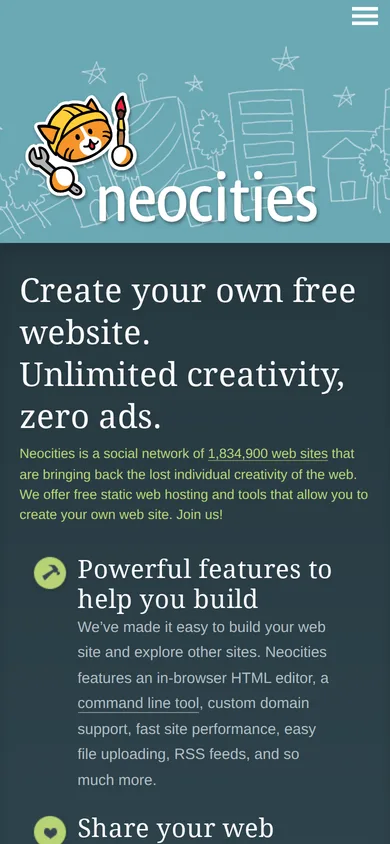 neocities
Create your own free
website.
Unlimited creativity,
zero ads.
Neocities is a social network of 1,834,900 web sites that
are bringing back the lost individual creativity of the web.
We offer free static web hosting and tools that allow you to
create your own web site. Join us!
Powerful features to
help you build
We’ve made it easy to build your web
site and explore other sites. Neocities
features an in-browser HTML editor, a
command line tool, custom domain
support, fast site performance, easy
file uploading, RSS feeds, and so
much more.
Share your web